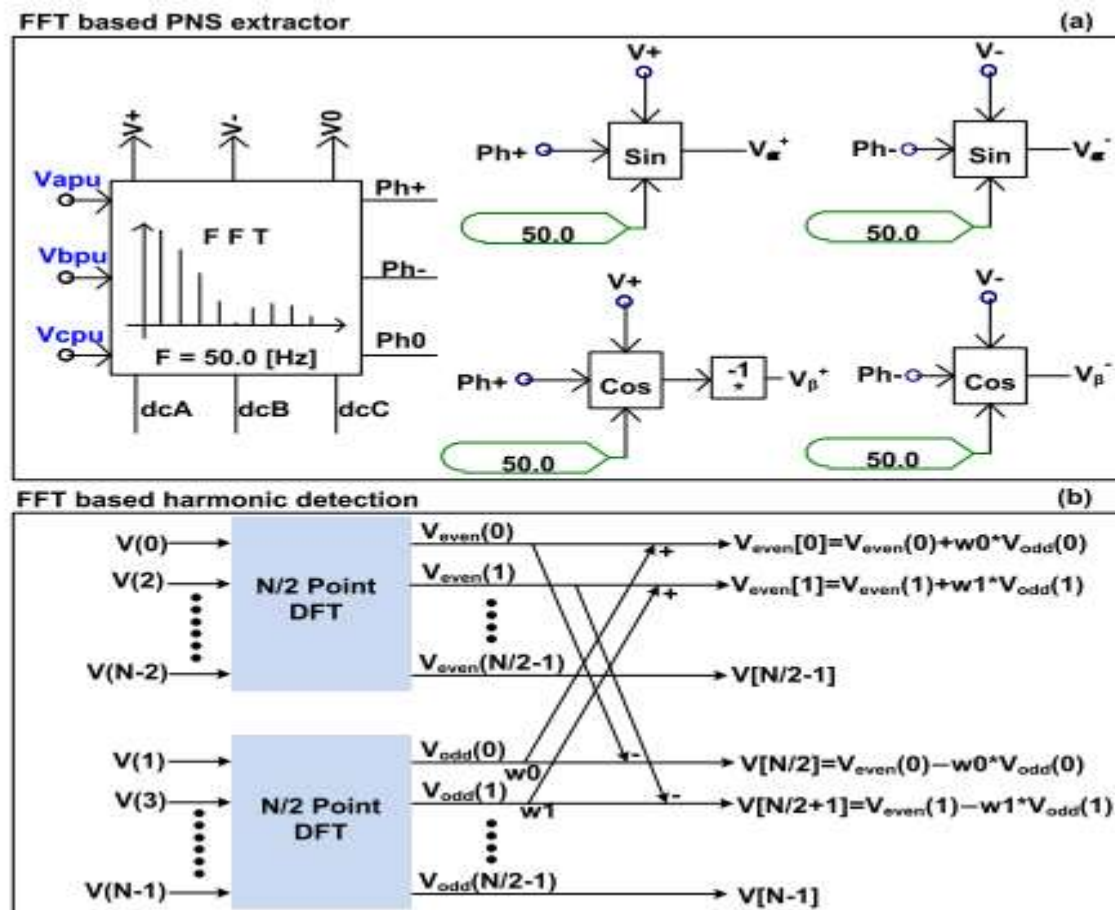 FFT based PNS extractor (a)
V+ V- V0
Vapu
Vbpu
Vcpu
F F T
F = 50.0 [Hz]
Ph+
Ph-
Ph0
dcA dcB dcC
V+
Ph+ Sin Vα⁺
50.0
V-
Ph- Sin Vα⁻
50.0
V+
Ph+ Cos -1 * Vβ⁺
50.0
V-
Ph- Cos Vβ⁻
50.0
FFT based harmonic detection (b)
V(0)
V(2)
V(N-2)
N/2 Point
DFT
Veven(0)
Veven(1)
Veven(N/2-1)
+
+
Veven[0]=Veven(0)+w0*Vodd(0)
Veven[1]=Veven(1)+w1*Vodd(1)
V[N/2-1]
V(1)
V(3)
V(N-1)
N/2 Point
DFT
Vodd(0)
w0
Vodd(1)
w1
Vodd(N/2-1)
-
-
V[N/2]=Veven(0)−w0*Vodd(0)
V[N/2+1]=Veven(1)−w1*Vodd(1)
V[N-1]